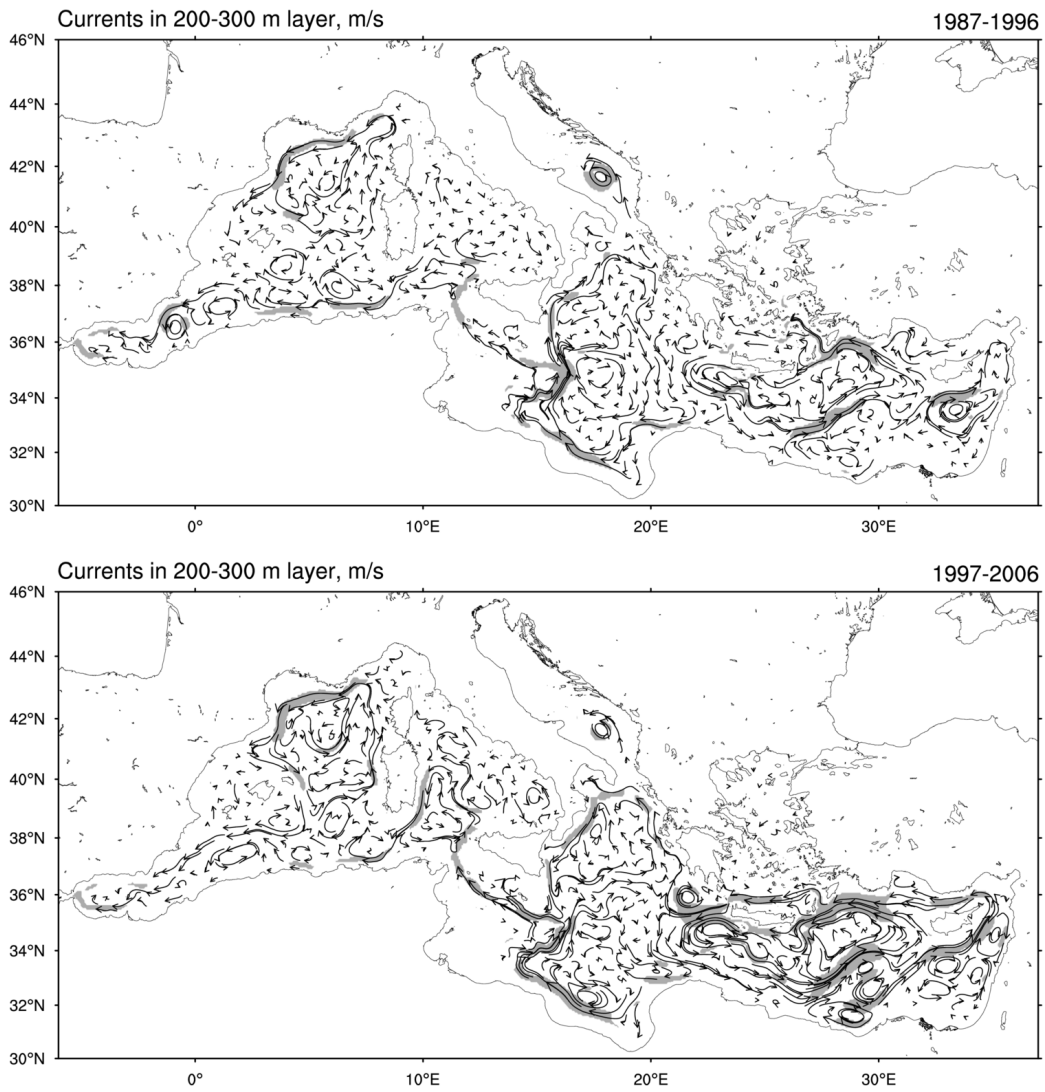 Currents in 200-300 m layer, m/s 1987-1996
46°N
44°N
42°N
40°N
38°N
36°N
34°N
32°N
30°N
0° 10°E 20°E 30°E
Currents in 200-300 m layer, m/s 1997-2006
46°N
44°N
42°N
40°N
38°N
36°N
34°N
32°N
30°N
0° 10°E 20°E 30°E